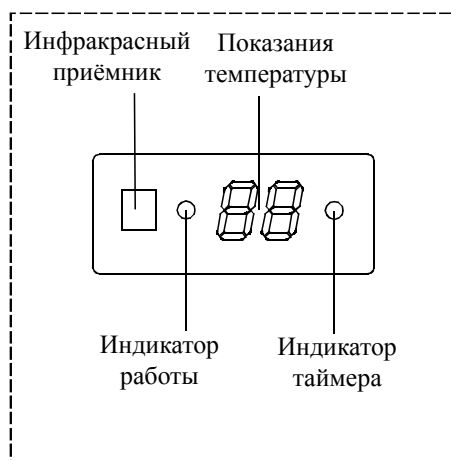 Инфракрасный
приёмник
Показания
температуры
88
Индикатор
работы
Индикатор
таймера